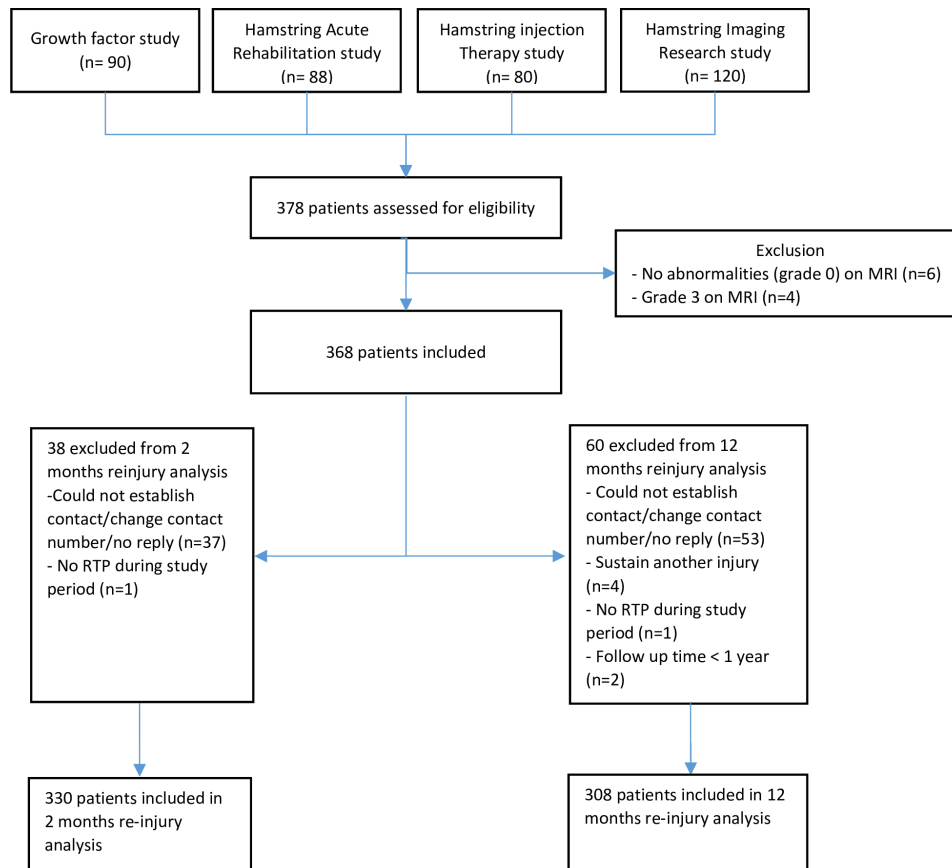 Growth factor study
(n= 90)
Hamstring Acute
Rehabilitation study
(n= 88)
Hamstring injection
Therapy study
(n= 80)
Hamstring Imaging
Research study
(n= 120)
378 patients assessed for eligibility
Exclusion
- No abnormalities (grade 0) on MRI (n=6)
- Grade 3 on MRI (n=4)
368 patients included
38 excluded from 2
months reinjury analysis
-Could not establish
contact/change contact
number/no reply (n=37)
- No RTP during study
period (n=1)
60 excluded from 12
months reinjury analysis
- Could not establish
contact/change contact
number/no reply (n=53)
- Sustain another injury
(n=4)
- No RTP during study
period (n=1)
- Follow up time < 1 year
(n=2)
330 patients included in
2 months re-injury
analysis
308 patients included in 12
months re-injury analysis